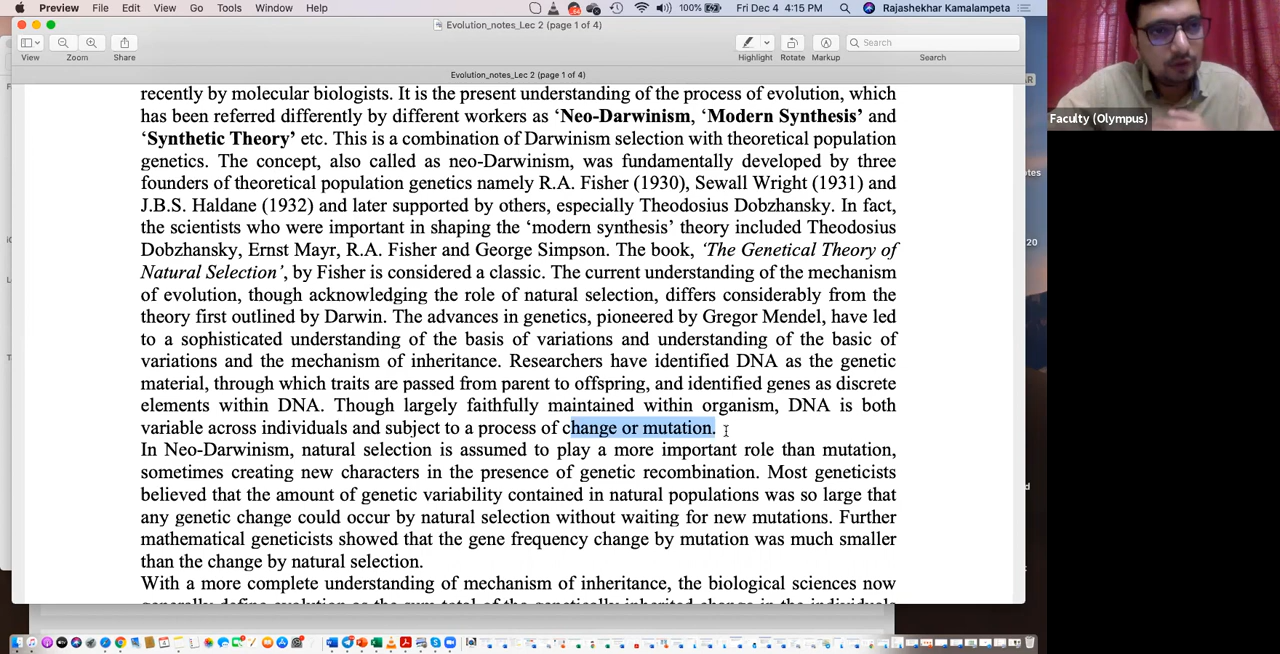 Preview File Edit View Go Tools Window Help 100% Fri Dec 4 4:15 PM Rajashekhar Kamalampeta
Evolution_notes_Lec 2 (page 1 of 4)
View Zoom Share Highlight Rotate Markup Search
Search
Evolution_notes_Lec 2 (page 1 of 4)
recently by molecular biologists. It is the present understanding of the process of evolution, which
has been referred differently by different workers as ‘Neo-Darwinism, ‘Modern Synthesis’ and
‘Synthetic Theory’ etc. This is a combination of Darwinism selection with theoretical population
genetics. The concept, also called as neo-Darwinism, was fundamentally developed by three
founders of theoretical population genetics namely R.A. Fisher (1930), Sewall Wright (1931) and
J.B.S. Haldane (1932) and later supported by others, especially Theodosius Dobzhansky. In fact,
the scientists who were important in shaping the ‘modern synthesis’ theory included Theodosius
Dobzhansky, Ernst Mayr, R.A. Fisher and George Simpson. The book, ‘The Genetical Theory of
Natural Selection’, by Fisher is considered a classic. The current understanding of the mechanism
of evolution, though acknowledging the role of natural selection, differs considerably from the
theory first outlined by Darwin. The advances in genetics, pioneered by Gregor Mendel, have led
to a sophisticated understanding of the basis of variations and understanding of the basic of
variations and the mechanism of inheritance. Researchers have identified DNA as the genetic
material, through which traits are passed from parent to offspring, and identified genes as discrete
elements within DNA. Though largely faithfully maintained within organism, DNA is both
variable across individuals and subject to a process of change or mutation.
In Neo-Darwinism, natural selection is assumed to play a more important role than mutation,
sometimes creating new characters in the presence of genetic recombination. Most geneticists
believed that the amount of genetic variability contained in natural populations was so large that
any genetic change could occur by natural selection without waiting for new mutations. Further
mathematical geneticists showed that the gene frequency change by mutation was much smaller
than the change by natural selection.
With a more complete understanding of mechanism of inheritance, the biological sciences now
generally define evolution as the sum total of the genetically inherited change in the individuals
Faculty (Olympus)